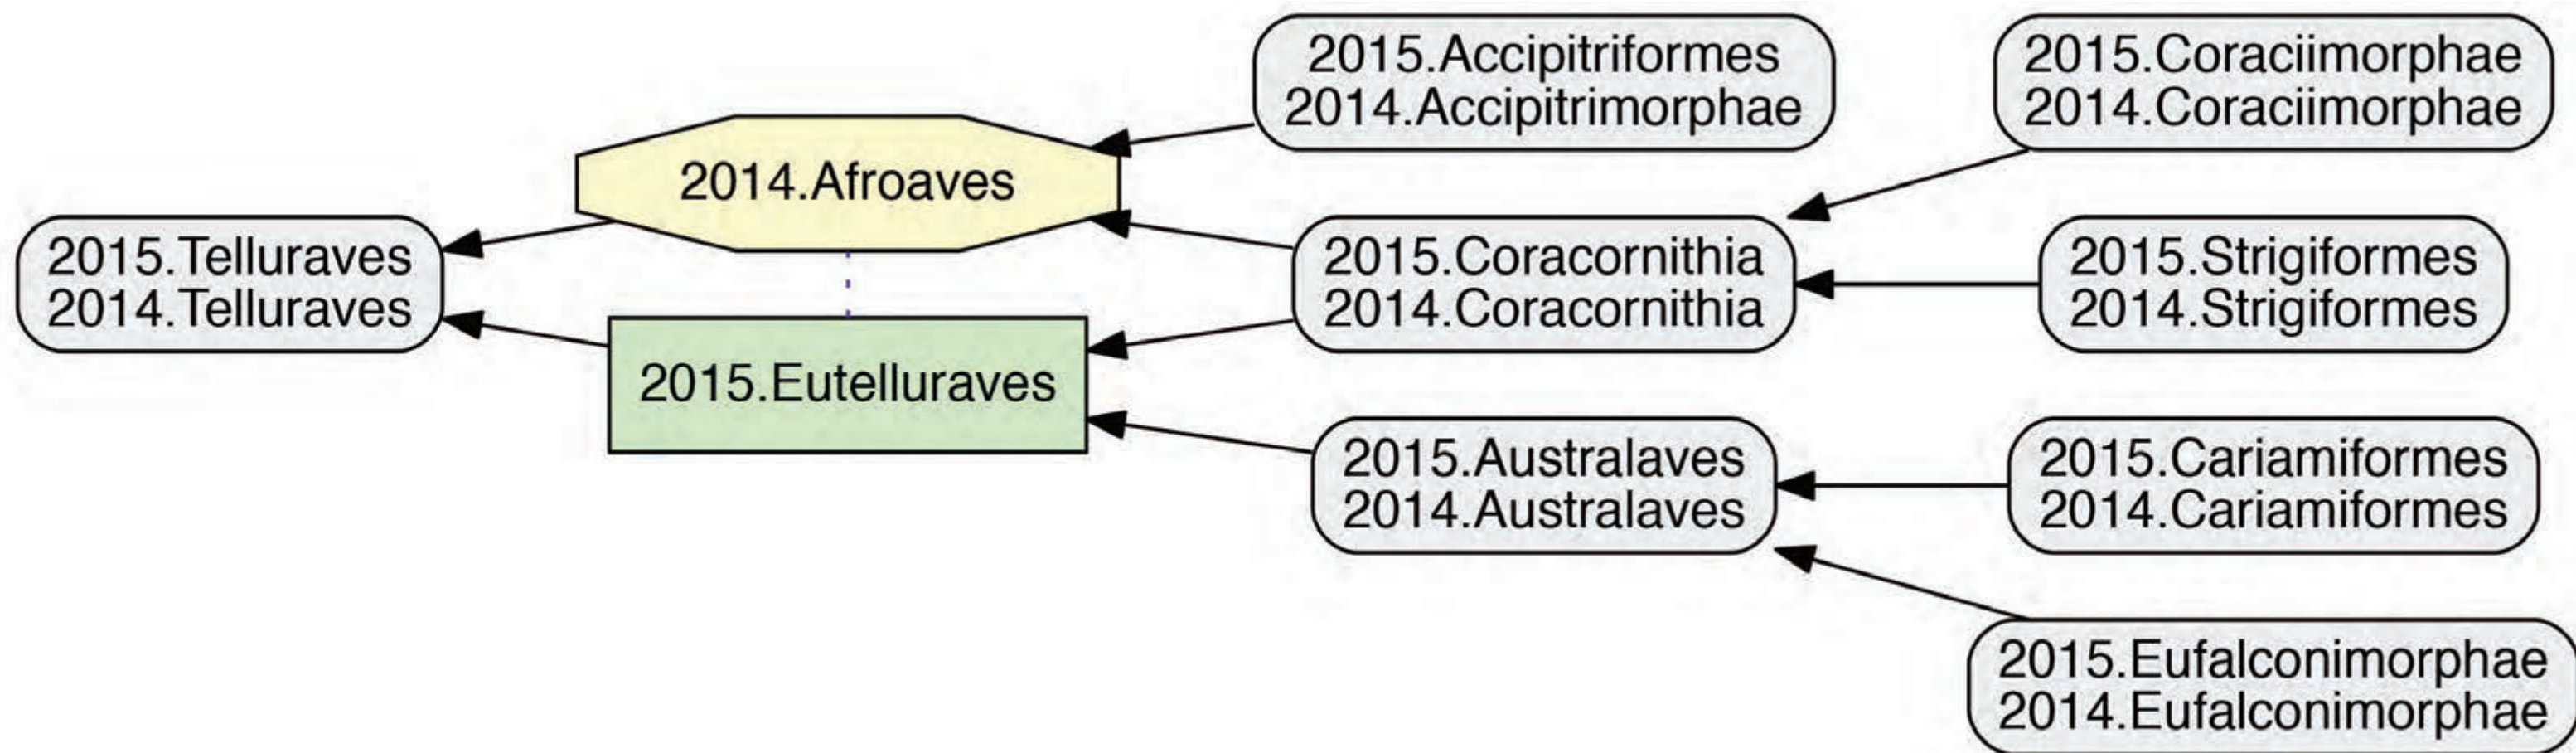 2015.Telluraves
2014.Telluraves
2014.Afroaves
2015.Eutelluraves
2015.Accipitriformes
2014.Accipitrimorphae
2015.Coracornithia
2014.Coracornithia
2015.Australaves
2014.Australaves
2015.Coraciimorphae
2014.Coraciimorphae
2015.Strigiformes
2014.Strigiformes
2015.Cariamiformes
2014.Cariamiformes
2015.Eufalconimorphae
2014.Eufalconimorphae